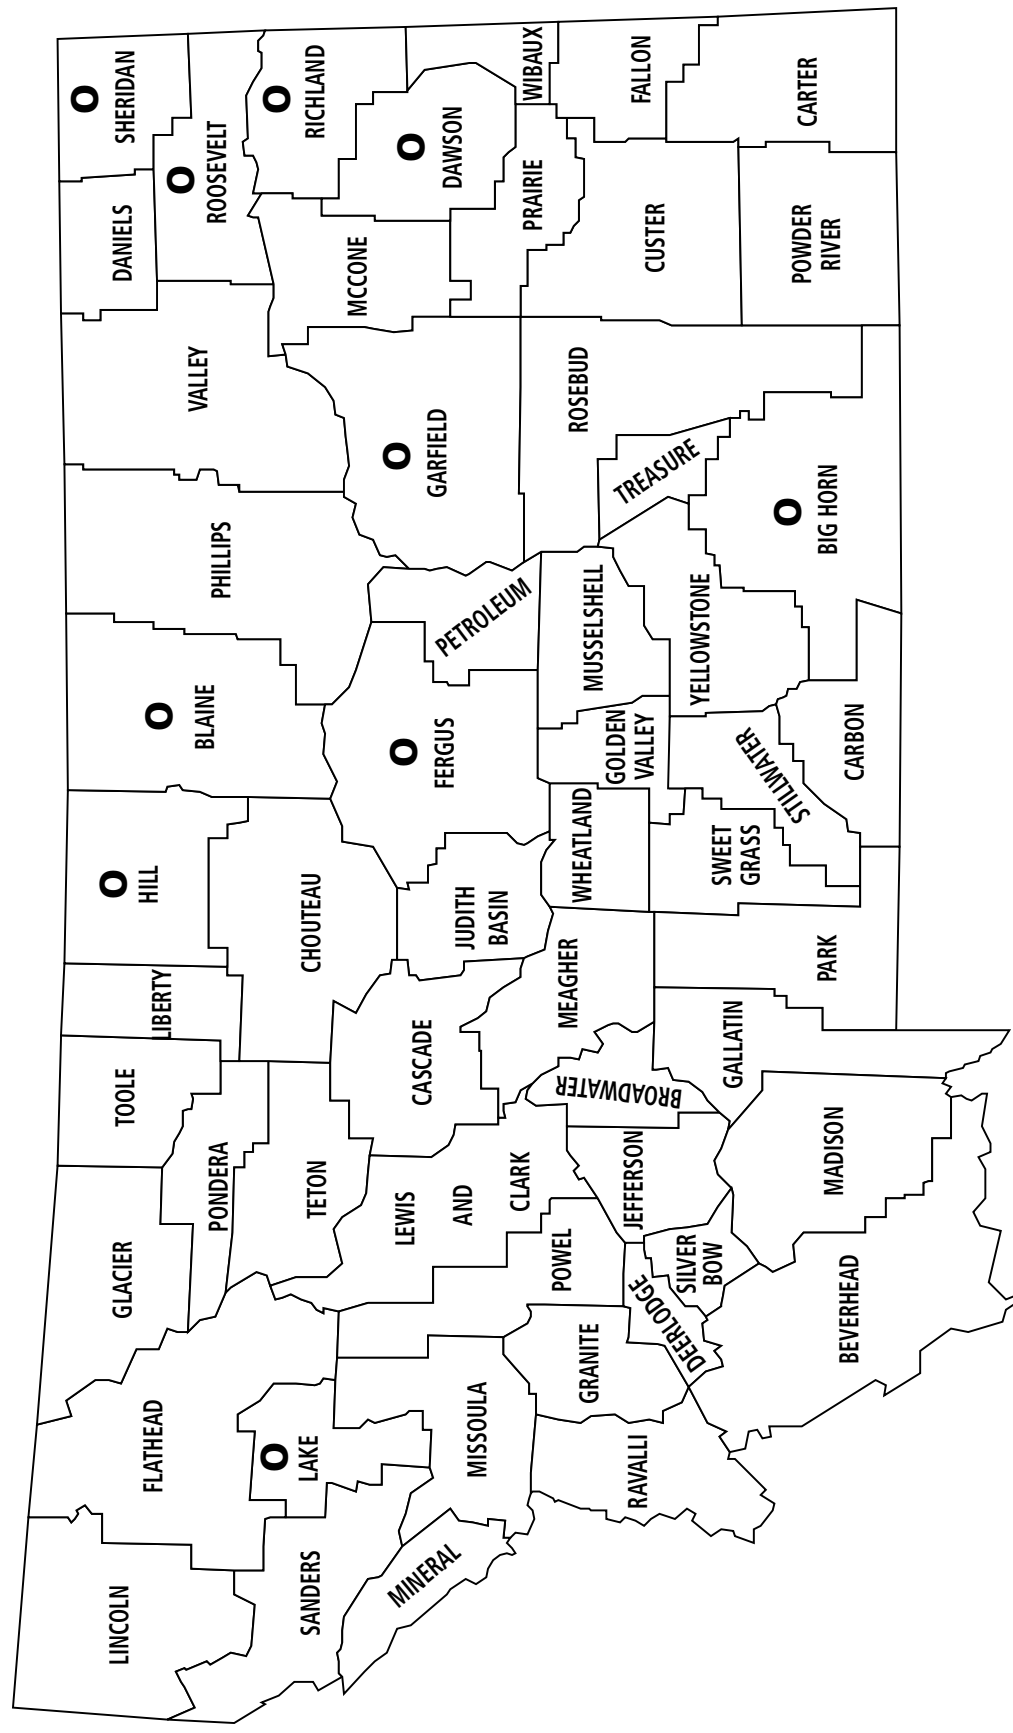 LINCOLN
FLATHEAD
GLACIER
TOOLE
LIBERTY
O
HILL
O
BLAINE
PHILLIPS
VALLEY
DANIELS
O
SHERIDAN
O
ROOSEVELT
SANDERS
O
LAKE
PONDERA
TETON
CHOUTEAU
O
RICHLAND
MCCONE
MINERAL
MISSOULA
LEWIS
AND
CLARK
CASCADE
JUDITH
BASIN
O
FERGUS
PETROLEUM
O
GARFIELD
O
DAWSON
PRAIRIE
WIBAUX
RAVALLI
GRANITE
POWEL
BROADWATER
MEAGHER
WHEATLAND
GOLDEN
VALLEY
MUSSELSHELL
TREASURE
ROSEBUD
CUSTER
FALLON
DEERLODGE
SILVER
BOW
JEFFERSON
GALLATIN
PARK
SWEET
GRASS
STILLWATER
YELLOWSTONE
O
BIG HORN
POWDER
RIVER
CARTER
BEVERHEAD
MADISON
CARBON